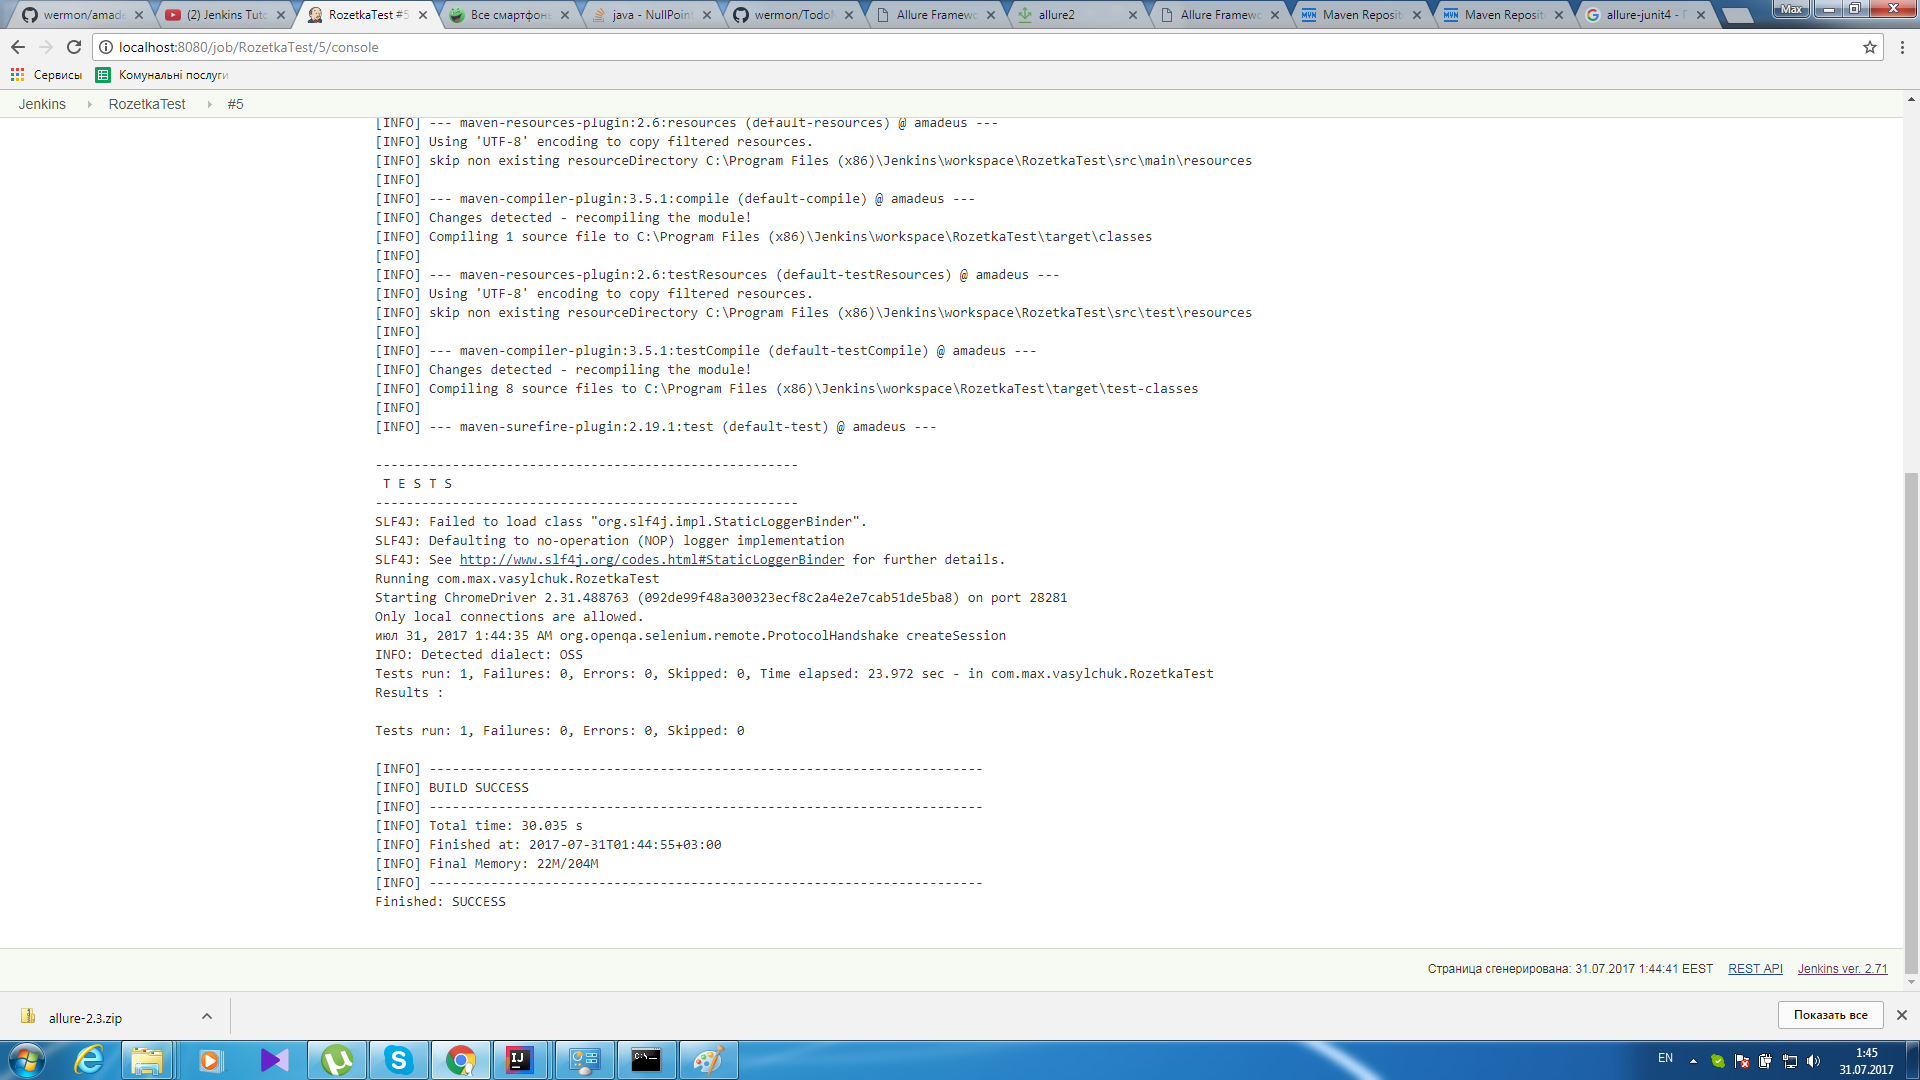 wermon/amade
(2) Jenkins Tuto
RozetkaTest #5
Все смартфоны
java - NullPoint
wermon/TodoM
Allure Framewo
allure2
Allure Framewo
Maven Reposito
Maven Reposito
allure-junit4 - П
Max
localhost:8080/job/RozetkaTest/5/console
Сервисы
Комунальні послуги
Jenkins
RozetkaTest
#5
[INFO] --- maven-resources-plugin:2.6:resources (default-resources) @ amadeus ---
[INFO] Using 'UTF-8' encoding to copy filtered resources.
[INFO] skip non existing resourceDirectory C:\Program Files (x86)\Jenkins\workspace\RozetkaTest\src\main\resources
[INFO]
[INFO] --- maven-compiler-plugin:3.5.1:compile (default-compile) @ amadeus ---
[INFO] Changes detected - recompiling the module!
[INFO] Compiling 1 source file to C:\Program Files (x86)\Jenkins\workspace\RozetkaTest\target\classes
[INFO]
[INFO] --- maven-resources-plugin:2.6:testResources (default-testResources) @ amadeus ---
[INFO] Using 'UTF-8' encoding to copy filtered resources.
[INFO] skip non existing resourceDirectory C:\Program Files (x86)\Jenkins\workspace\RozetkaTest\src\test\resources
[INFO]
[INFO] --- maven-compiler-plugin:3.5.1:testCompile (default-testCompile) @ amadeus ---
[INFO] Changes detected - recompiling the module!
[INFO] Compiling 8 source files to C:\Program Files (x86)\Jenkins\workspace\RozetkaTest\target\test-classes
[INFO]
[INFO] --- maven-surefire-plugin:2.19.1:test (default-test) @ amadeus ---
-------------------------------------------------------
T E S T S
-------------------------------------------------------
SLF4J: Failed to load class "org.slf4j.impl.StaticLoggerBinder".
SLF4J: Defaulting to no-operation (NOP) logger implementation
SLF4J: See http://www.slf4j.org/codes.html#StaticLoggerBinder for further details.
Running com.max.vasylchuk.RozetkaTest
Starting ChromeDriver 2.31.488763 (092de99f48a300323ecf8c2a4e2e7cab51de5ba8) on port 28281
Only local connections are allowed.
июл 31, 2017 1:44:35 AM org.openqa.selenium.remote.ProtocolHandshake createSession
INFO: Detected dialect: OSS
Tests run: 1, Failures: 0, Errors: 0, Skipped: 0, Time elapsed: 23.972 sec - in com.max.vasylchuk.RozetkaTest
Results :
Tests run: 1, Failures: 0, Errors: 0, Skipped: 0
[INFO] ------------------------------------------------------------------------
[INFO] BUILD SUCCESS
[INFO] ------------------------------------------------------------------------
[INFO] Total time: 30.035 s
[INFO] Finished at: 2017-07-31T01:44:55+03:00
[INFO] Final Memory: 22M/204M
[INFO] ------------------------------------------------------------------------
Finished: SUCCESS
Страница сгенерирована: 31.07.2017 1:44:41 EEST
REST API
Jenkins ver. 2.71
allure-2.3.zip
Показать все
EN
1:45
31.07.2017